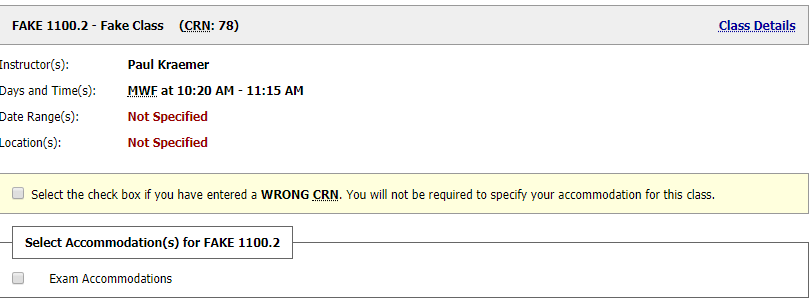 FAKE 1100.2 - Fake Class (CRN: 78) Class Details
Instructor(s): Paul Kraemer
Days and Time(s): MWF at 10:20 AM - 11:15 AM
Date Range(s): Not Specified
Location(s): Not Specified
Select the check box if you have entered a WRONG CRN. You will not be required to specify your accommodation for this class.
Select Accommodation(s) for FAKE 1100.2
Exam Accommodations